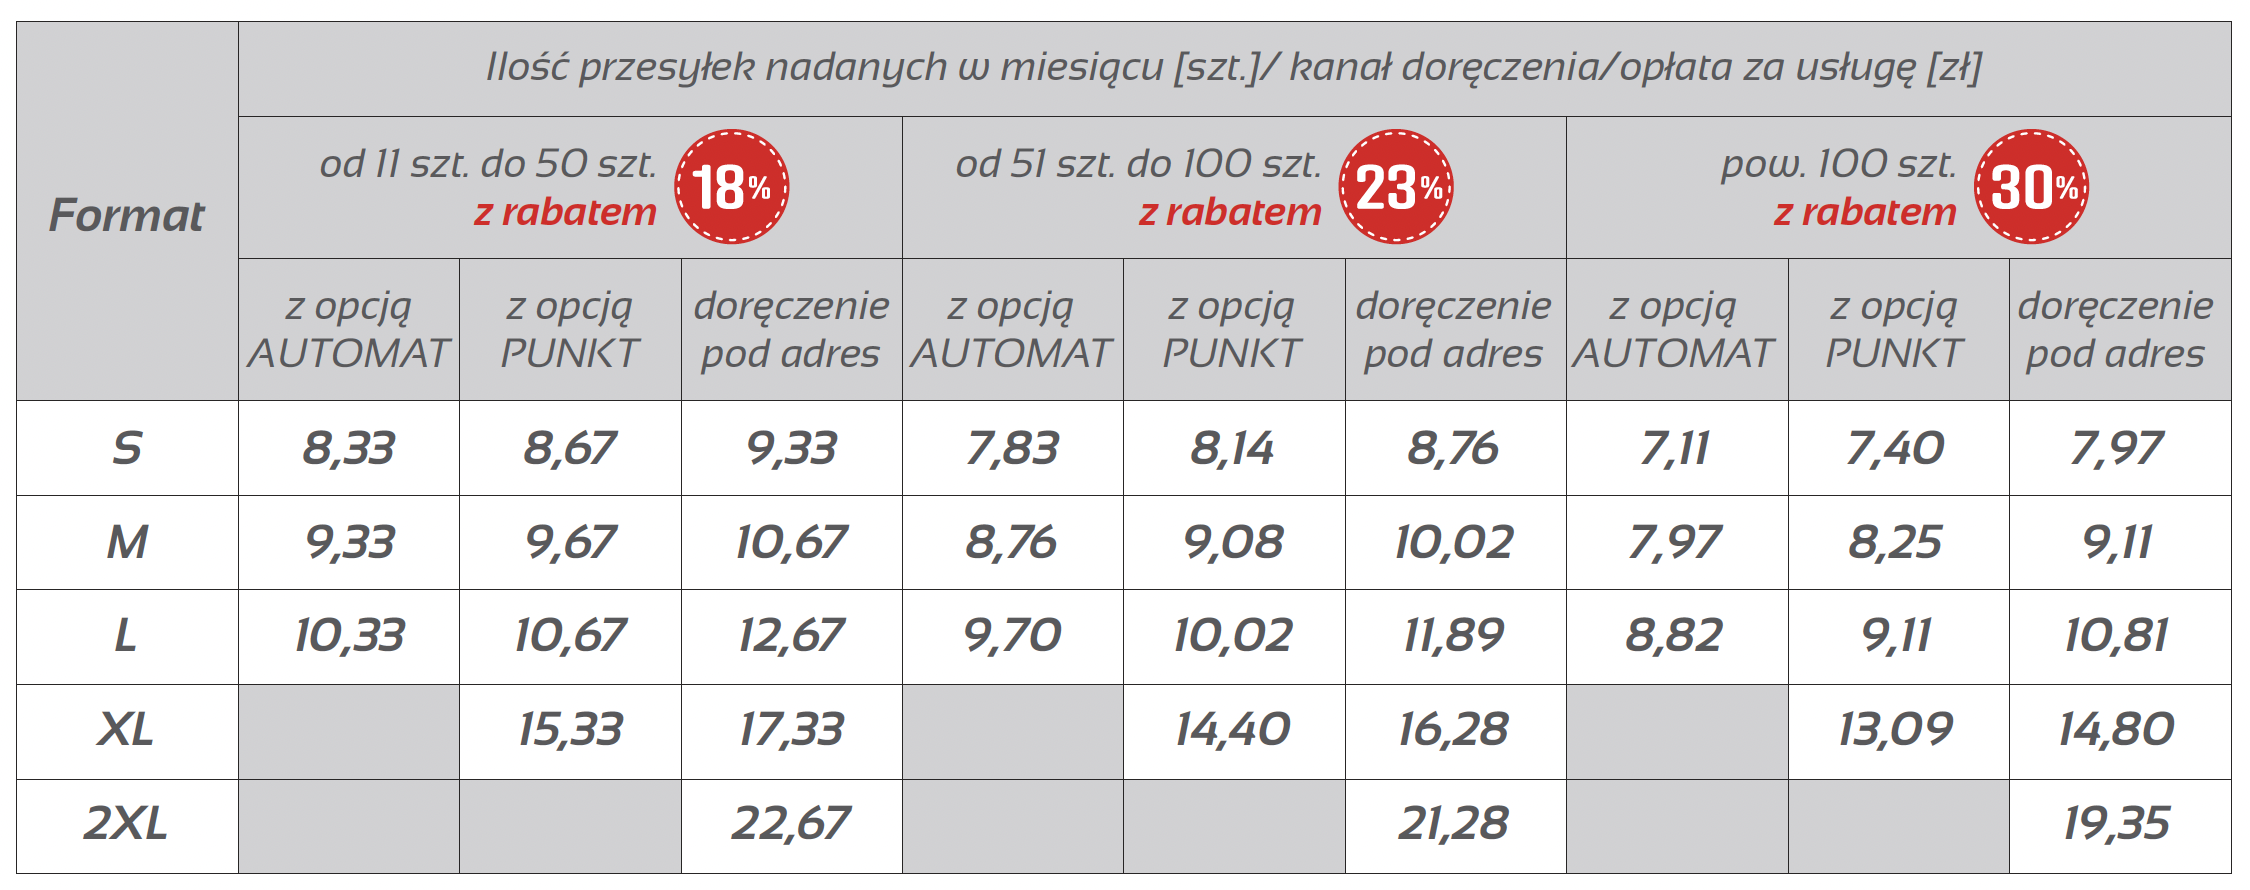 Format
Ilość przesyłek nadanych w miesiącu [szt.]/ kanał doręczenia/opłata za usługę [zł]
od 11 szt. do 50 szt. z rabatem 18%
od 51 szt. do 100 szt. z rabatem 23%
pow. 100 szt. z rabatem 30%
z opcją AUTOMAT z opcją PUNKT doręczenie pod adres z opcją AUTOMAT z opcją PUNKT doręczenie pod adres z opcją AUTOMAT z opcją PUNKT doręczenie pod adres
S 8,33 8,67 9,33 7,83 8,14 8,76 7,11 7,40 7,97
M 9,33 9,67 10,67 8,76 9,08 10,02 7,97 8,25 9,11
L 10,33 10,67 12,67 9,70 10,02 11,89 8,82 9,11 10,81
XL 15,33 17,33 14,40 16,28 13,09 14,80
2XL 22,67 21,28 19,35